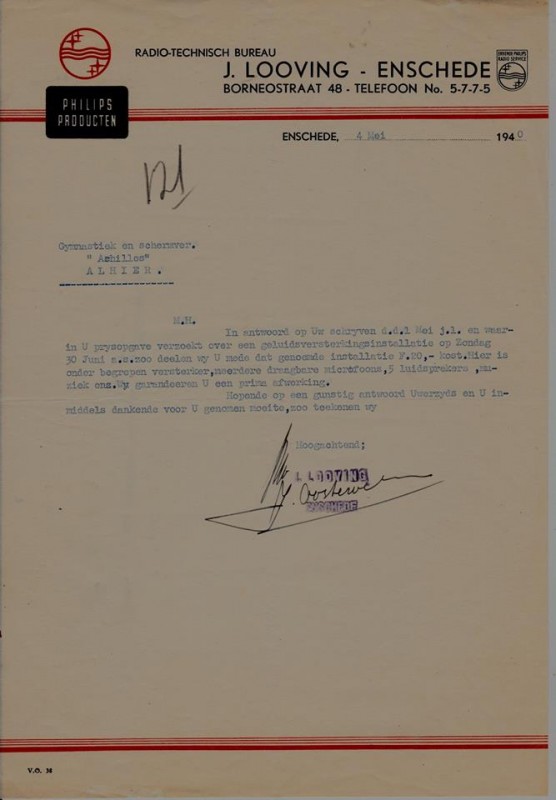 RADIO-TECHNISCH BUREAU
J. LOOVING - ENSCHEDE
BORNEOSTRAAT 48 - TELEFOON No. 5-7-7-5
PHILIPS
PRODUCTEN
ENSCHEDE, 4 Mei 1940
Gymnastiek en schermver.
"Achilles"
ALHIER.
M.H.
In antwoord op Uw schryven d.d.1 Mei j.l. en waar-
in U prysopgave verzoekt over een geluidsversterkingsinstallatie op Zondag
30 Juni a.s.zoo deelen wy U mede dat genoemde installatie F.20,- kost.Hier is
onder begrepen versterker,meerdere draagbare microfoons,5 luidsprekers ,mu-
ziek enz.Wy garandeeren U een prima afwerking.
Hopende op een gunstig antwoord Uwerzyds en U in-
middels dankende voor U genomen moeite,zoo teekenen wy
Hoogachtend;
J. LOOVING
ENSCHEDE
V.O. 36